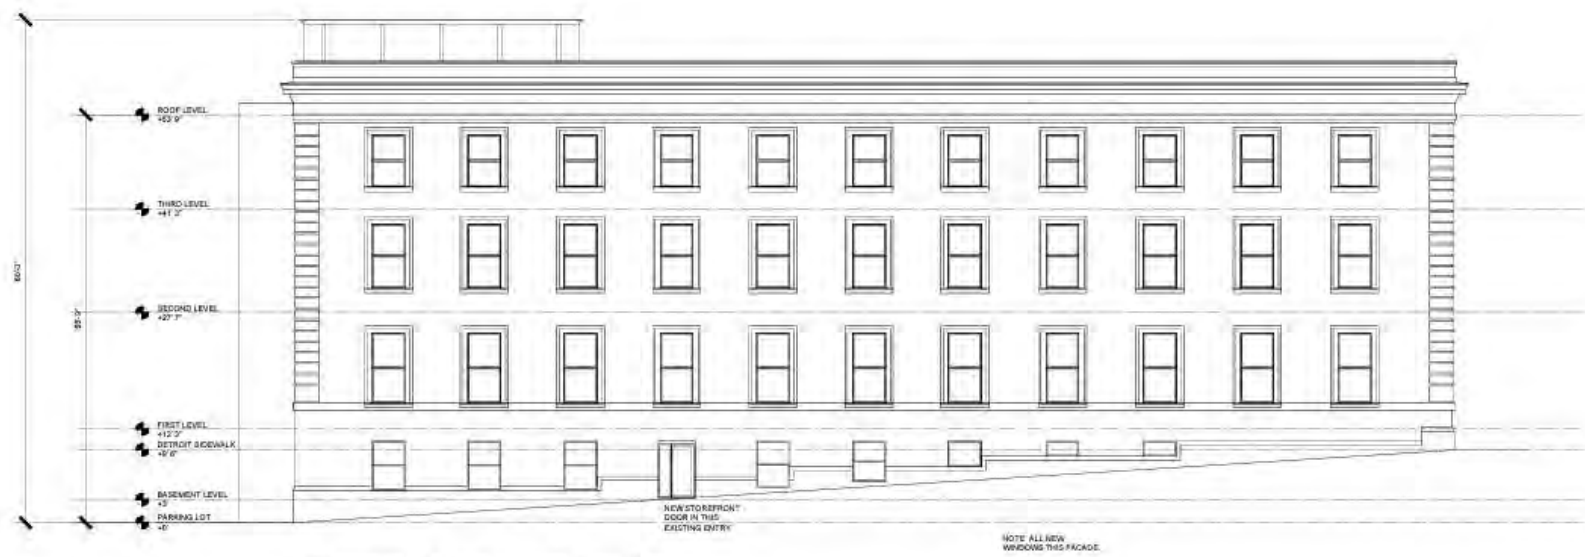 ROOF LEVEL
+53'9"
THIRD LEVEL
+41'3"
SECOND LEVEL
+27'7"
FIRST LEVEL
+12'3"
DETROIT SIDEWALK
+9'6"
BASEMENT LEVEL
+3'
PARKING LOT
+0'
NEW STOREFRONT
DOOR IN THIS
EXISTING ENTRY
NOTE ALL NEW
WINDOWS THIS FACADE